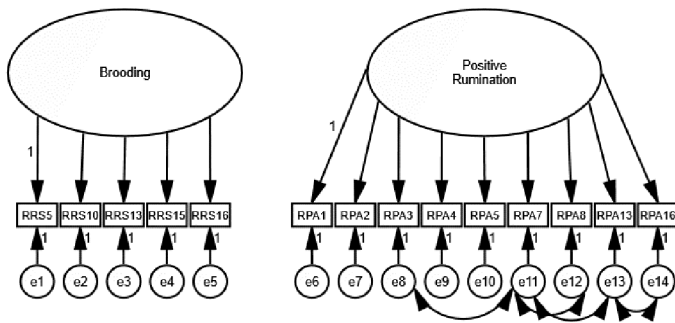 Brooding
Positive
Rumination
1
1
RRS5 RRS10 RRS13 RRS15 RRS16
RPA1 RPA2 RPA3 RPA4 RPA5 RPA7 RPA8 RPA13 RPA16
1 1 1 1 1
1 1 1 1 1 1 1 1 1
e1 e2 e3 e4 e5
e6 e7 e8 e9 e10 e11 e12 e13 e14